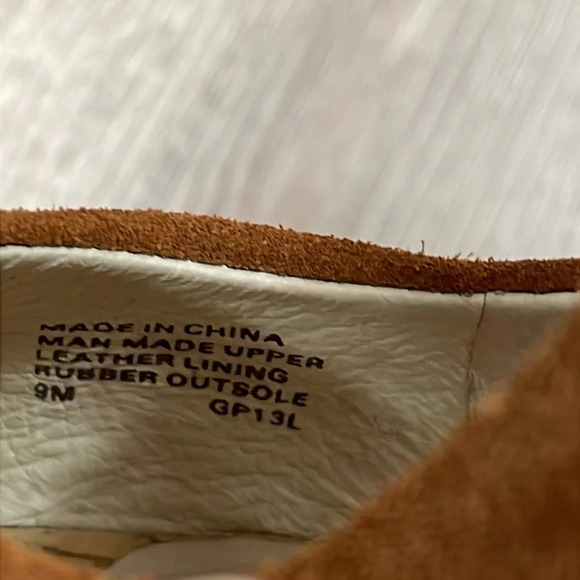 MADE IN CHINA
MAN MADE UPPER
LEATHER LINING
RUBBER OUTSOLE
9M GP13L